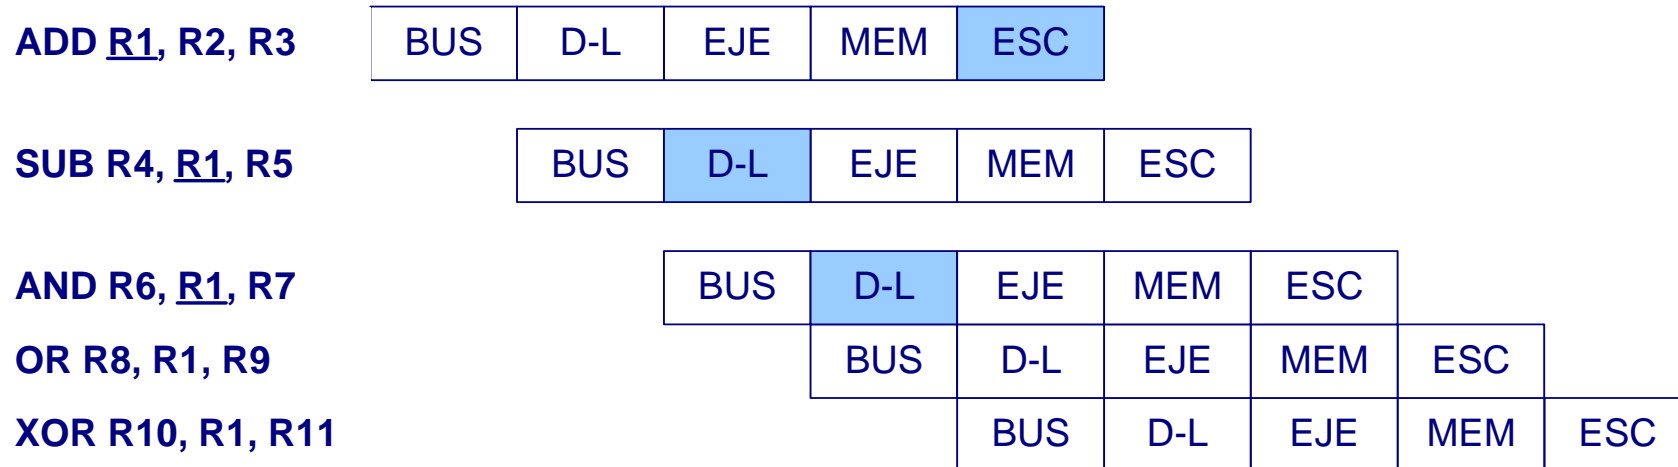 ADD R1, R2, R3 BUS D-L EJE MEM ESC
SUB R4, R1, R5 BUS D-L EJE MEM ESC
AND R6, R1, R7 BUS D-L EJE MEM ESC
OR R8, R1, R9 BUS D-L EJE MEM ESC
XOR R10, R1, R11 BUS D-L EJE MEM ESC